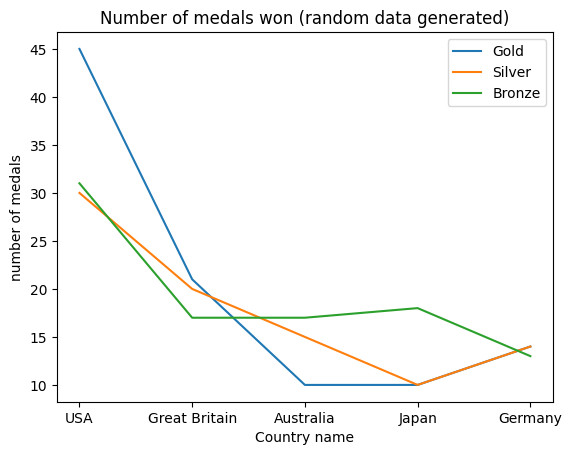 Number of medals won (random data generated)
Gold
Silver
Bronze
number of medals
45
40
35
30
25
20
15
10
USA Great Britain Australia Japan Germany
Country name